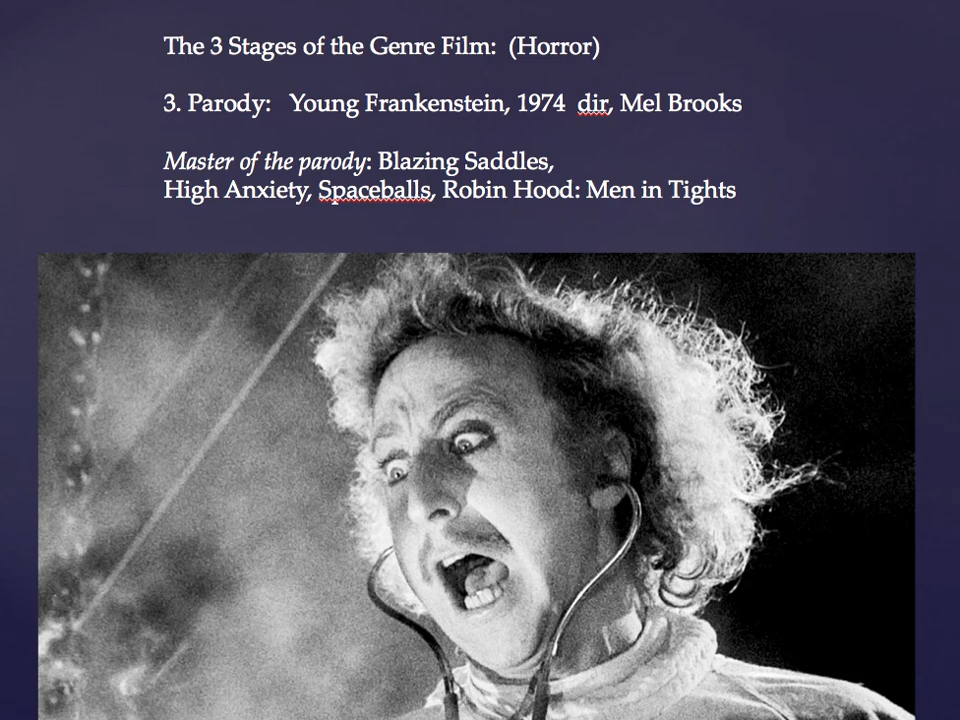 The 3 Stages of the Genre Film:  (Horror)
3. Parody:   Young Frankenstein, 1974  dir, Mel Brooks
Master of the parody: Blazing Saddles,
High Anxiety, Spaceballs, Robin Hood: Men in Tights